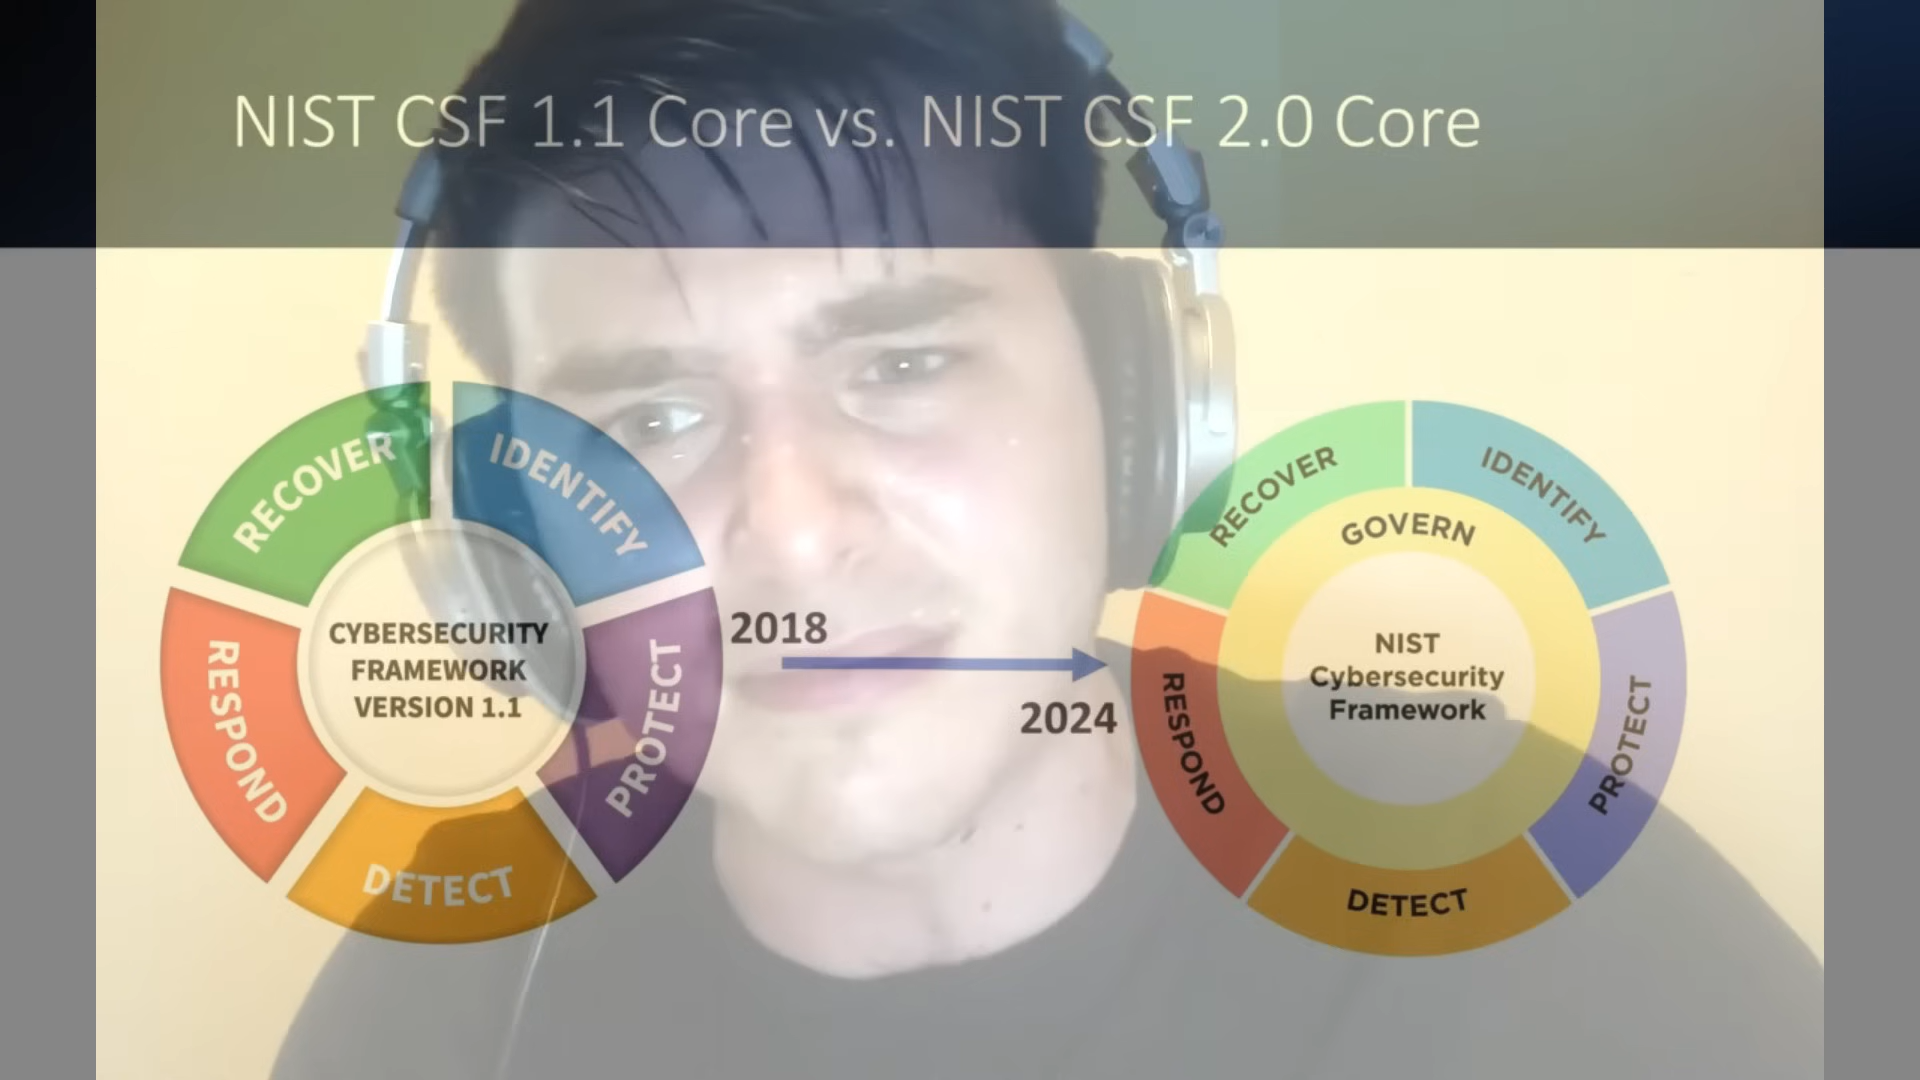 NIST CSF 1.1 Core vs. NIST CSF 2.0 Core
RECOVER
IDENTIFY
PROTECT
DETECT
RESPOND
CYBERSECURITY
FRAMEWORK
VERSION 1.1
2018
2024
RECOVER
IDENTIFY
PROTECT
DETECT
RESPOND
GOVERN
NIST
Cybersecurity
Framework